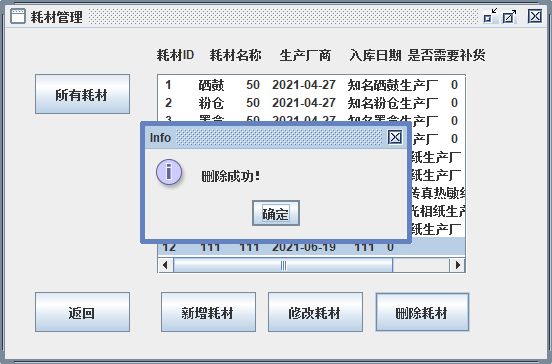 耗材管理
耗材ID 耗材名称 生产厂商 入库日期 是否需要补货
所有耗材
1 硒鼓 50 2021-04-27 知名硒鼓生产厂 0
2 粉仓 50 2021-04-27 知名粉仓生产厂 0
3 墨盒 50 2021-04-27 知名墨盒生产厂 0
生产厂 0
纸生产厂
纸生产厂
传真热敏纸
光相纸生产
纸生产厂
12 111 111 2021-06-19 111 0
Info
删除成功!
确定
返回
新增耗材
修改耗材
删除耗材